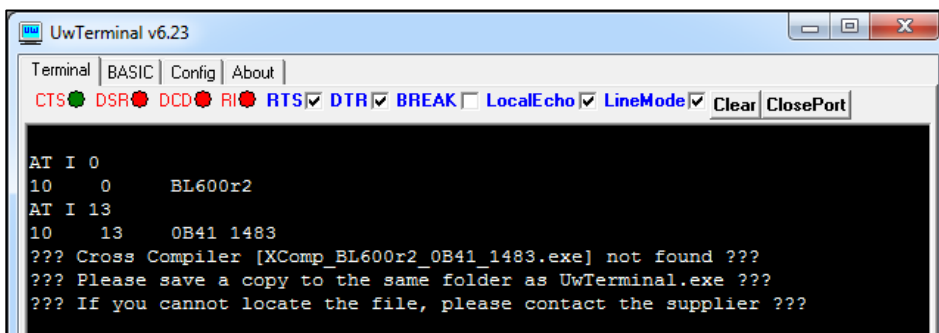 UwTerminal v6.23
Terminal BASIC Config About
CTS DSR DCD RI RTS DTR BREAK LocalEcho LineMode Clear ClosePort
AT I 0
10 0 BL600r2
AT I 13
10 13 0B41 1483
??? Cross Compiler [XComp_BL600r2_0B41_1483.exe] not found ???
??? Please save a copy to the same folder as UwTerminal.exe ???
??? If you cannot locate the file, please contact the supplier ???